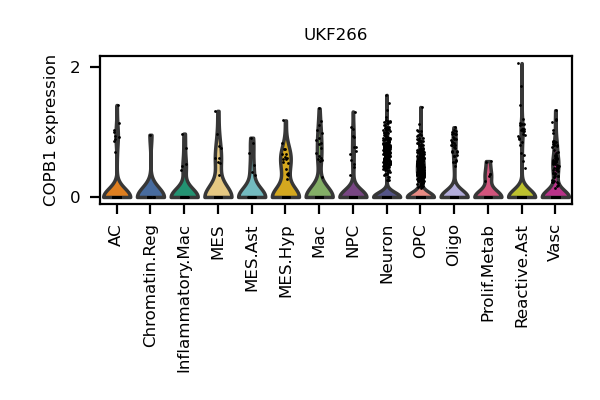 UKF266
COPB1 expression
2
0
AC
Chromatin.Reg
Inflammatory.Mac
MES
MES.Ast
MES.Hyp
Mac
NPC
Neuron
OPC
Oligo
Prolif.Metab
Reactive.Ast
Vasc